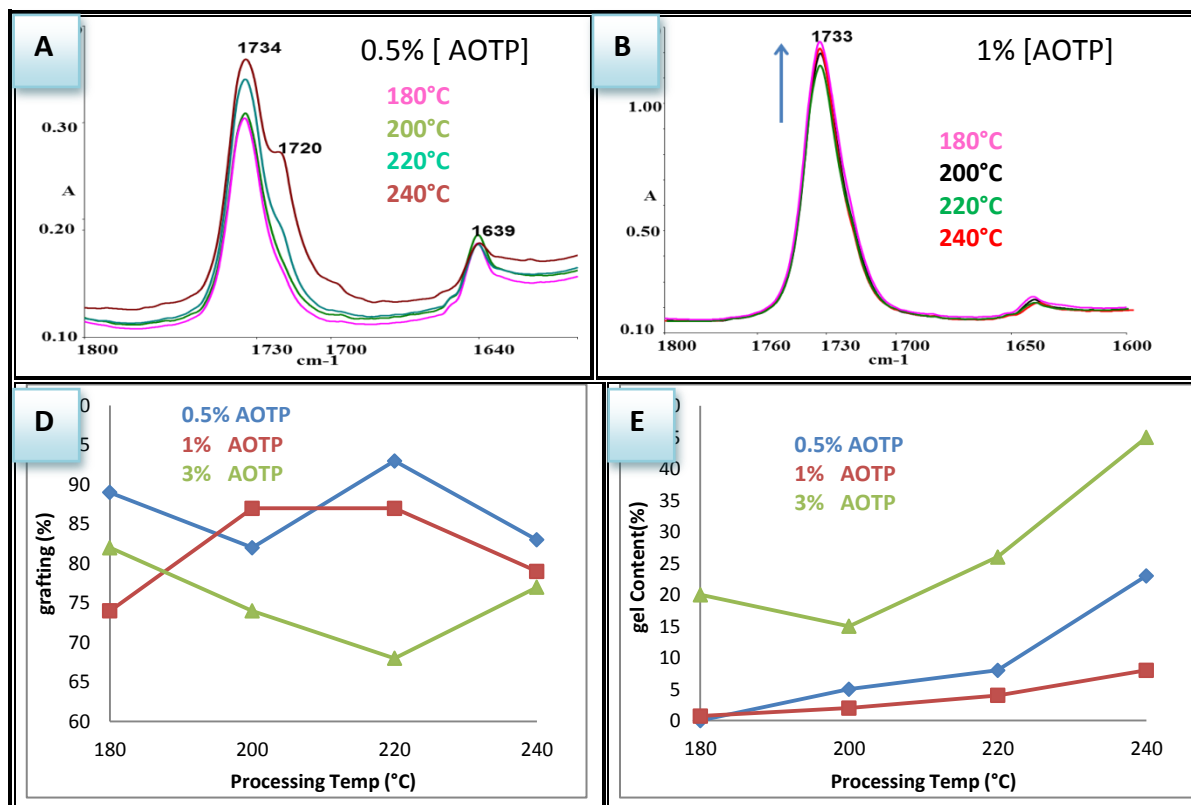 A
0.5% [ AOTP]
1734
180°C
200°C
220°C
240°C
1720
0.30
A
0.20
1639
0.10
1800
1730
1700
1640
cm-1
B
1733
1% [AOTP]
1.00
180°C
200°C
220°C
240°C
A
0.50
0.10
1800
1760
1730
1700
1650
1600
cm-1
D
0.5% AOTP
1% AOTP
3% AOTP
90
85
80
75
70
65
60
grafting (%)
180
200
220
240
Processing Temp (°C)
E
0.5% AOTP
1% AOTP
3% AOTP
40
35
30
25
20
15
10
5
0
gel Content(%)
180
200
220
240
Processing Temp (°C)